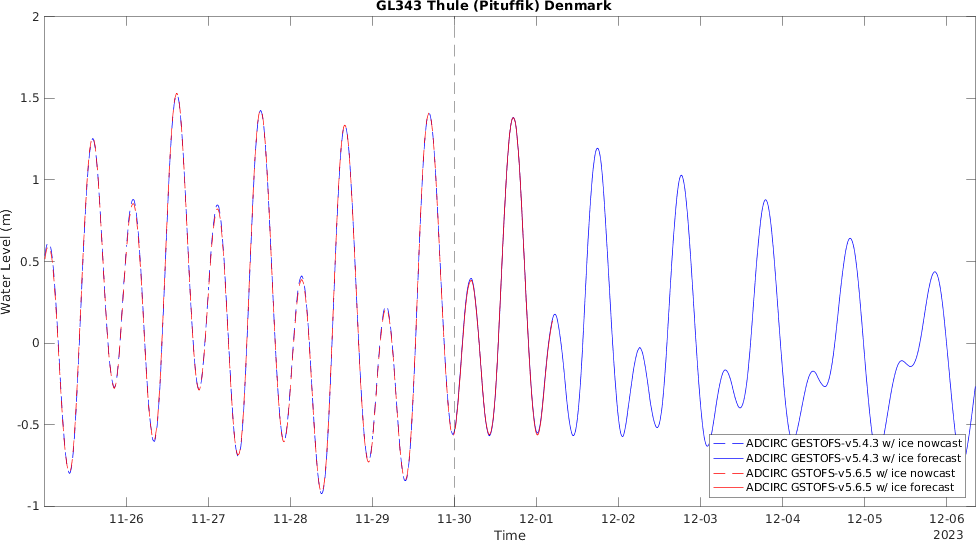 GL343 Thule (Pituffik) Denmark
2
1.5
1
0.5
0
-0.5
-1
Water Level (m)
ADCIRC GESTOFS-v5.4.3 w/ ice nowcast
ADCIRC GESTOFS-v5.4.3 w/ ice forecast
ADCIRC GSTOFS-v5.6.5 w/ ice nowcast
ADCIRC GSTOFS-v5.6.5 w/ ice forecast
11-26 11-27 11-28 11-29 11-30 12-01 12-02 12-03 12-04 12-05 12-06
Time 2023